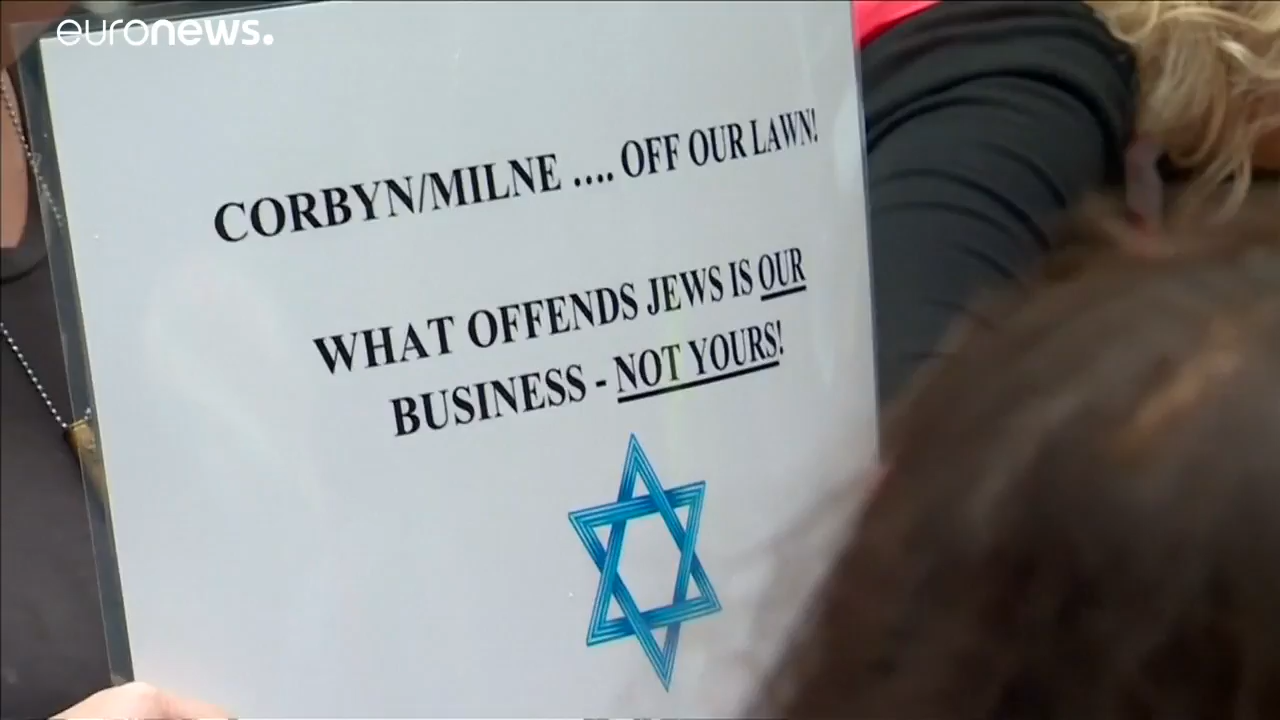 euronews.
CORBYN/MILNE .... OFF OUR LAWN!
WHAT OFFENDS JEWS IS OUR
BUSINESS - NOT YOURS!